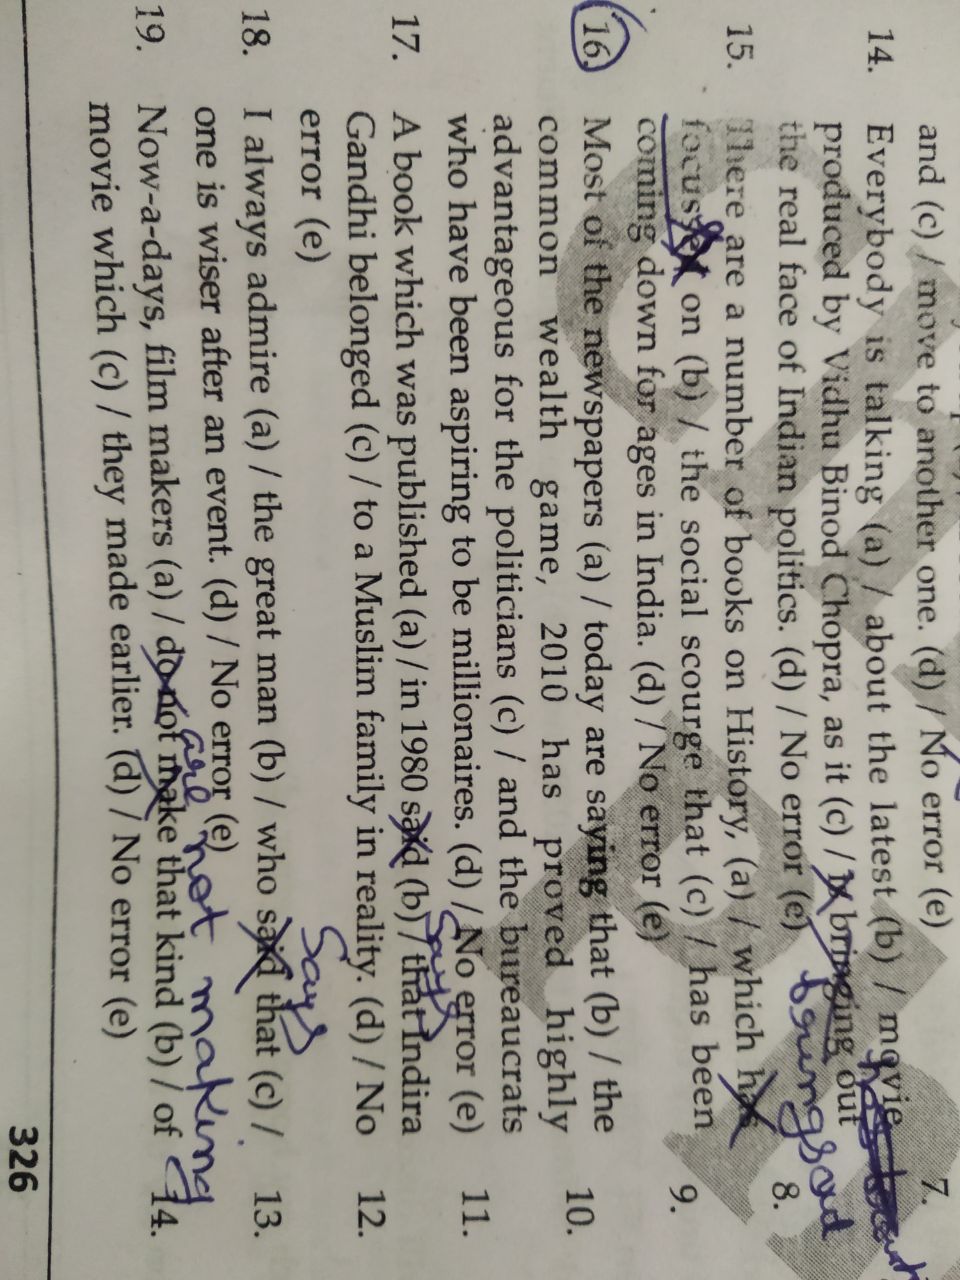 and (c) / move to another one. (d) / No error (e)
7.
14. Everybody is talking (a) / about the latest (b) / movie
produced by Vidhu Binod Chopra, as it (c) / is bringing out
brings out
the real face of Indian politics. (d) / No error (e)
8.
15. There are a number of books on History, (a) / which has
focussed on (b) / the social scourge that (c) / has been
9.
coming down for ages in India. (d) / No error (e)
16. Most of the newspapers (a) / today are saying that (b) / the
10.
common wealth game, 2010 has proved highly
advantageous for the politicians (c) / and the bureaucrats
who have been aspiring to be millionaires. (d) / No error (e)
11.
says
17. A book which was published (a) / in 1980 said (b) / that Indira
Gandhi belonged (c) / to a Muslim family in reality. (d) / No
12.
error (e)
says
18. I always admire (a) / the great man (b) / who said that (c) /
13.
one is wiser after an event. (d) / No error (e)
are not making
19. Now-a-days, film makers (a) / do not make that kind (b) / of
14.
movie which (c) / they made earlier. (d) / No error (e)
326